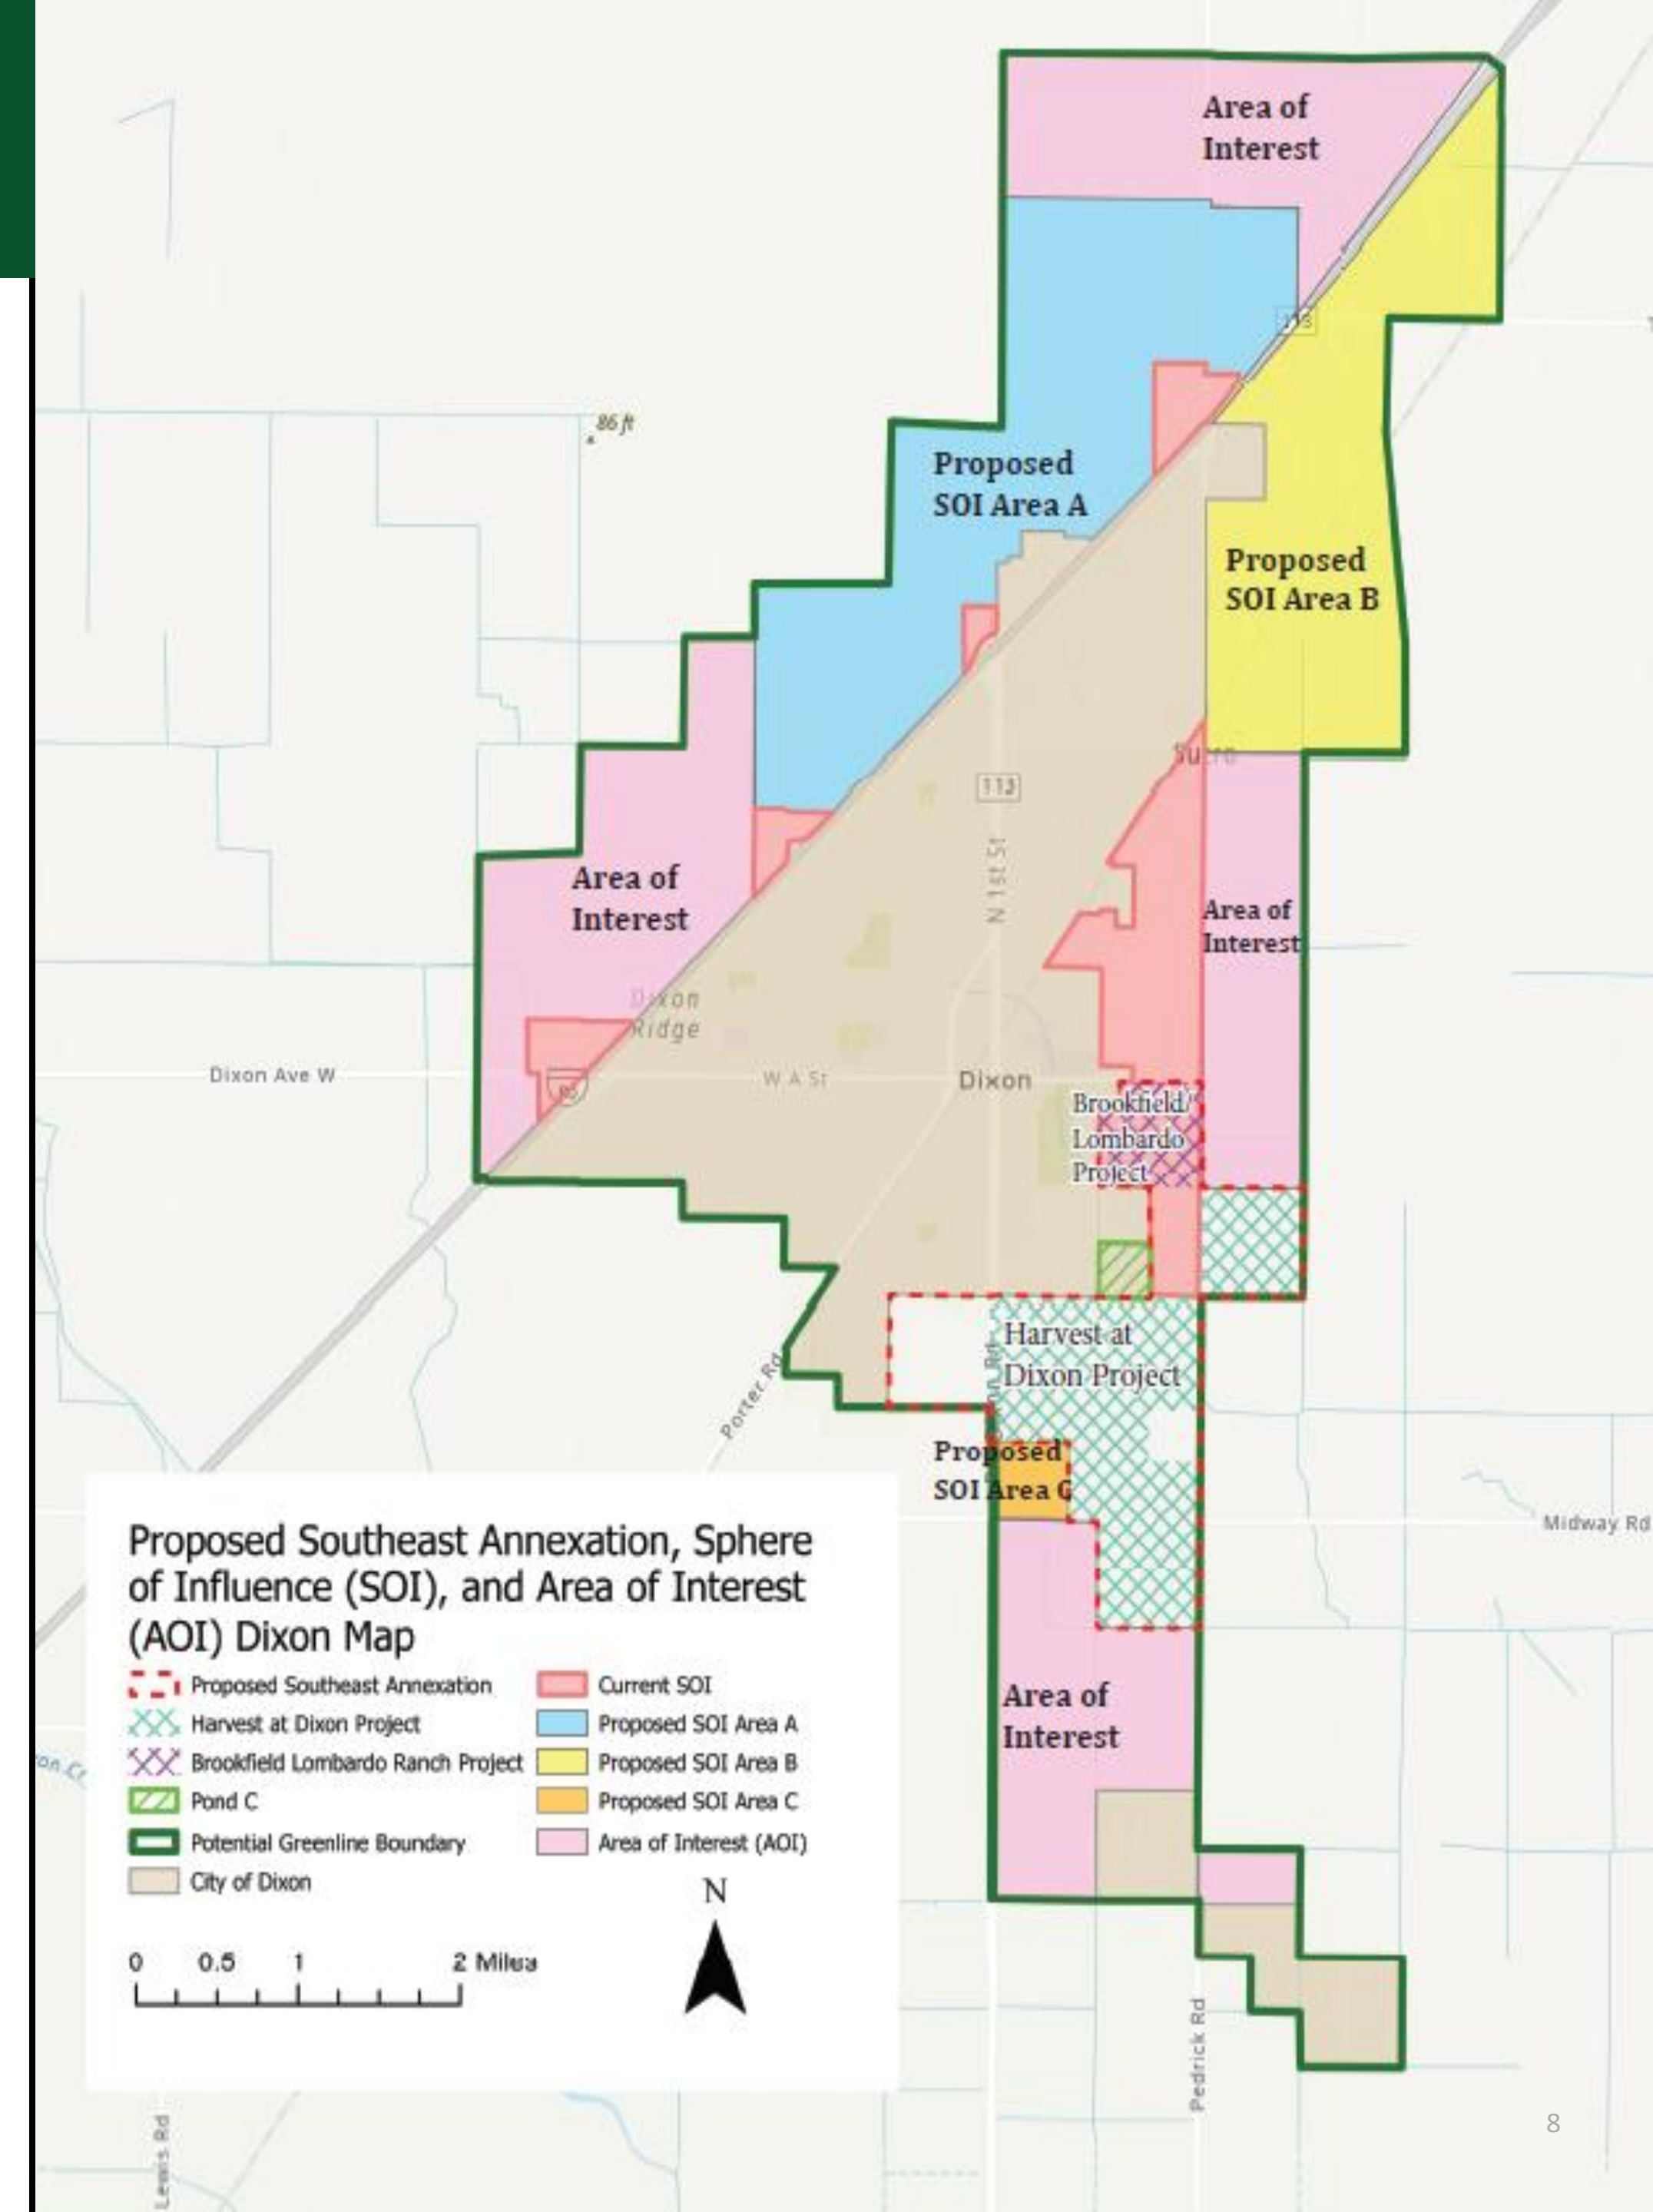 Area of
Interest
113
86 ft
Proposed
SOI Area A
Proposed
SOI Area B
113
N 1st St
Area of
Interest
Area of
Interest
Dixon
Ridge
Dixon Ave W
80
W A St
Dixon
Brookfield/
Lombardo
Project
Harvest at
Dixon Project
Porter Rd
Proposed
SOI Area C
Midway Rd
Area of
Interest
Pedrick Rd
Lewis Rd
Proposed Southeast Annexation, Sphere
of Influence (SOI), and Area of Interest
(AOI) Dixon Map
Proposed Southeast Annexation
Harvest at Dixon Project
Brookfield Lombardo Ranch Project
Pond C
Potential Greenline Boundary
City of Dixon
Current SOI
Proposed SOI Area A
Proposed SOI Area B
Proposed SOI Area C
Area of Interest (AOI)
N
0 0.5 1 2 Miles
8